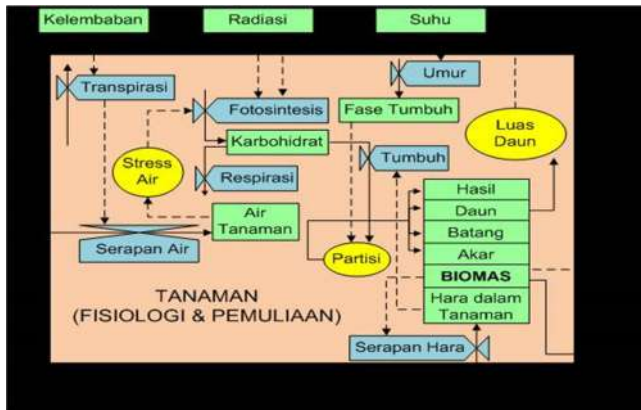 Kelembaban
Radiasi
Suhu
Transpirasi
Fotosintesis
Umur
Fase Tumbuh
Luas
Daun
Karbohidrat
Tumbuh
Stress
Air
Respirasi
Hasil
Daun
Air
Tanaman
Batang
Serapan Air
Akar
Partisi
BIOMAS
TANAMAN
(FISIOLOGI & PEMULIAAN)
Hara dalam
Tanaman
Serapan Hara